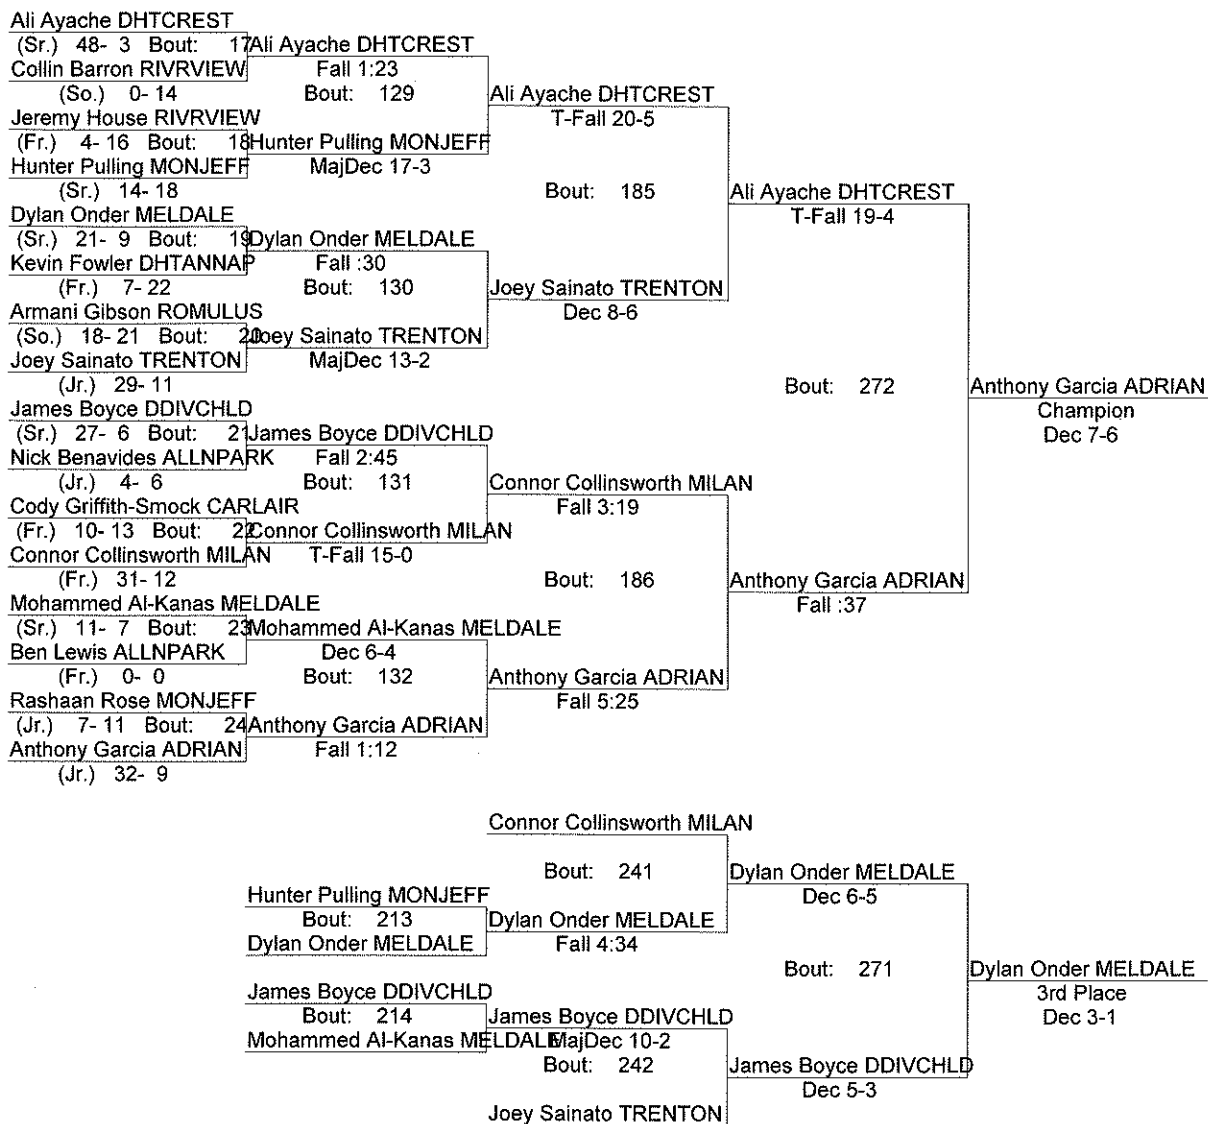 Ali Ayache DHTCREST
(Sr.) 48- 3 Bout: 17
Collin Barron RIVRVIEW
(So.) 0- 14
Jeremy House RIVRVIEW
(Fr.) 4- 16 Bout: 18
Hunter Pulling MONJEFF
(Sr.) 14- 18
Dylan Onder MELDALE
(Sr.) 21- 9 Bout: 19
Kevin Fowler DHTANNAP
(Fr.) 7- 22
Armani Gibson ROMULUS
(So.) 18- 21 Bout: 20
Joey Sainato TRENTON
(Jr.) 29- 11
James Boyce DDIVCHLD
(Sr.) 27- 6 Bout: 21
Nick Benavides ALLNPARK
(Jr.) 4- 6
Cody Griffith-Smock CARLAIR
(Fr.) 10- 13 Bout: 22
Connor Collinsworth MILAN
(Fr.) 31- 12
Mohammed Al-Kanas MELDALE
(Sr.) 11- 7 Bout: 23
Ben Lewis ALLNPARK
(Fr.) 0- 0
Rashaan Rose MONJEFF
(Jr.) 7- 11 Bout: 24
Anthony Garcia ADRIAN
(Jr.) 32- 9
Ali Ayache DHTCREST
Fall 1:23
Bout: 129
Hunter Pulling MONJEFF
MajDec 17-3
Dylan Onder MELDALE
Fall :30
Bout: 130
Joey Sainato TRENTON
MajDec 13-2
James Boyce DDIVCHLD
Fall 2:45
Bout: 131
Connor Collinsworth MILAN
T-Fall 15-0
Mohammed Al-Kanas MELDALE
Dec 6-4
Bout: 132
Anthony Garcia ADRIAN
Fall 1:12
Ali Ayache DHTCREST
T-Fall 20-5
Bout: 185
Joey Sainato TRENTON
Dec 8-6
Connor Collinsworth MILAN
Fall 3:19
Bout: 186
Anthony Garcia ADRIAN
Fall 5:25
Ali Ayache DHTCREST
T-Fall 19-4
Bout: 272
Anthony Garcia ADRIAN
Fall :37
Anthony Garcia ADRIAN
Champion
Dec 7-6
Hunter Pulling MONJEFF
Bout: 213
Dylan Onder MELDALE
James Boyce DDIVCHLD
Bout: 214
Mohammed Al-Kanas MELDALE
Connor Collinsworth MILAN
Bout: 241
Dylan Onder MELDALE
Fall 4:34
James Boyce DDIVCHLD
MajDec 10-2
Bout: 242
Joey Sainato TRENTON
Dylan Onder MELDALE
Dec 6-5
Bout: 271
James Boyce DDIVCHLD
Dec 5-3
Dylan Onder MELDALE
3rd Place
Dec 3-1